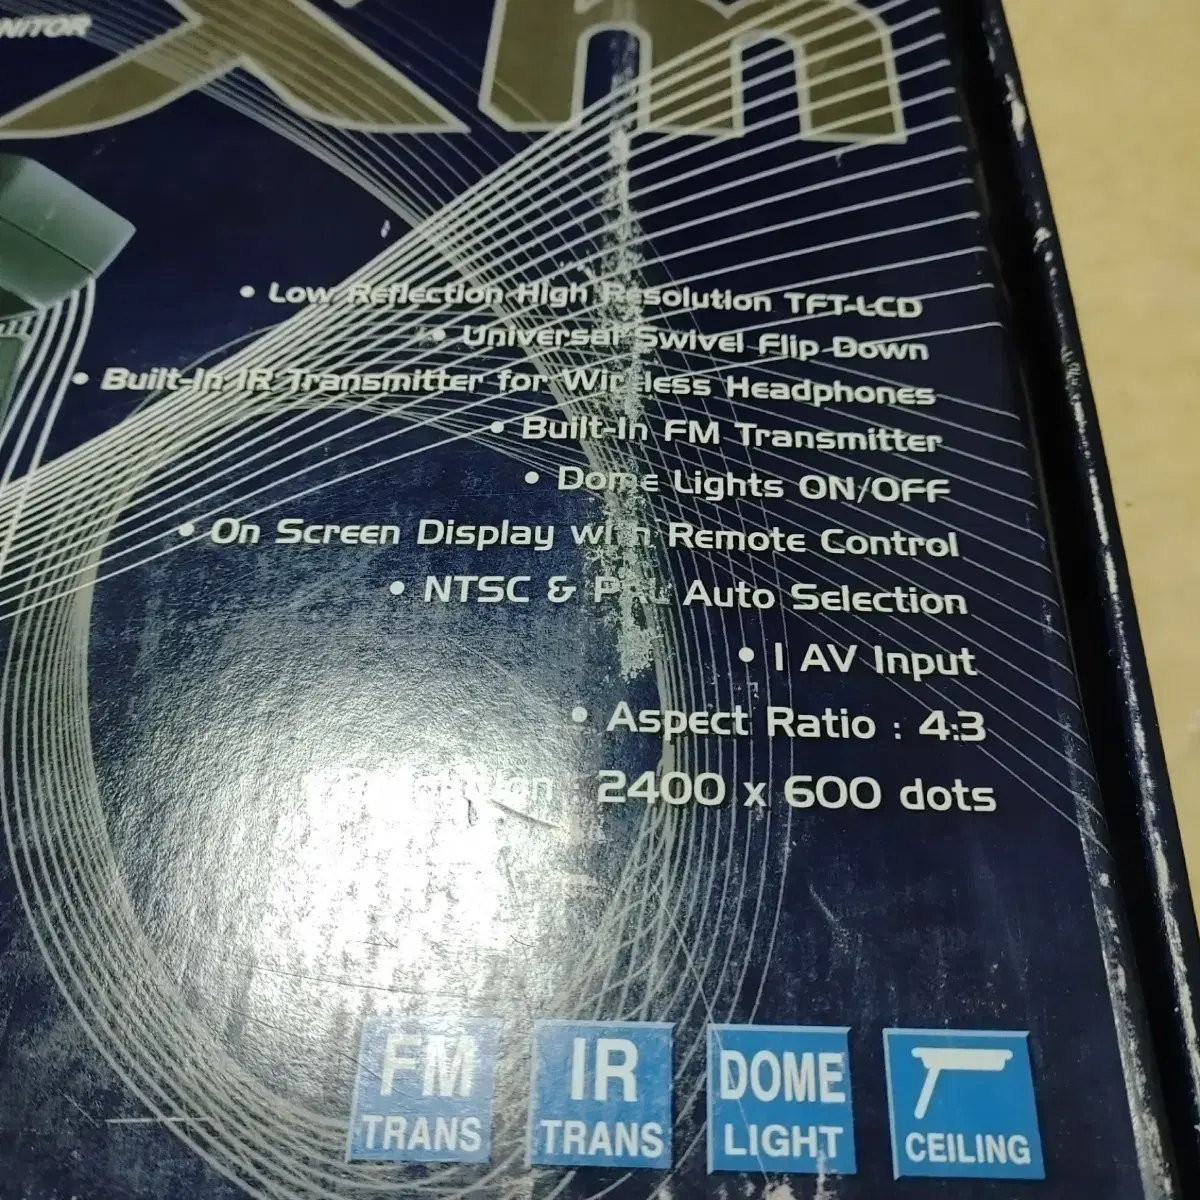 Xm
• Low Reflection High Resolution TFT-LCD
• Universal Swivel Flip Down
• Built-In IR Transmitter for Wireless Headphones
• Built-In FM Transmitter
• Dome Lights ON/OFF
• On Screen Display with Remote Control
• NTSC & PAL Auto Selection
• 1 AV Input
• Aspect Ratio : 4:3
2400 x 600 dots
FM
TRANS
IR
TRANS
DOME
LIGHT
CEILING